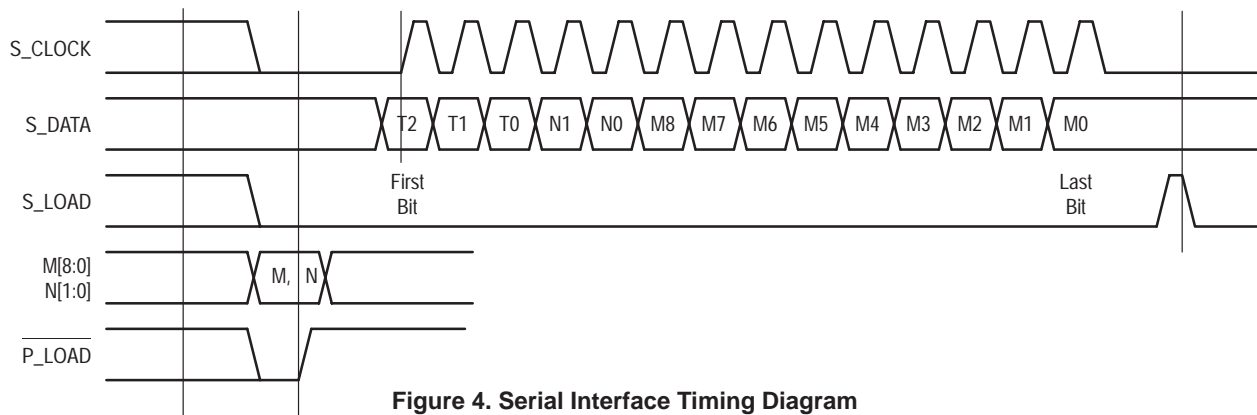 S_CLOCK
S_DATA
T2 T1 T0 N1 N0 M8 M7 M6 M5 M4 M3 M2 M1 M0
First
Bit
Last
Bit
S_LOAD
M[8:0]
N[1:0]
M, N
P_LOAD
Figure 4. Serial Interface Timing Diagram